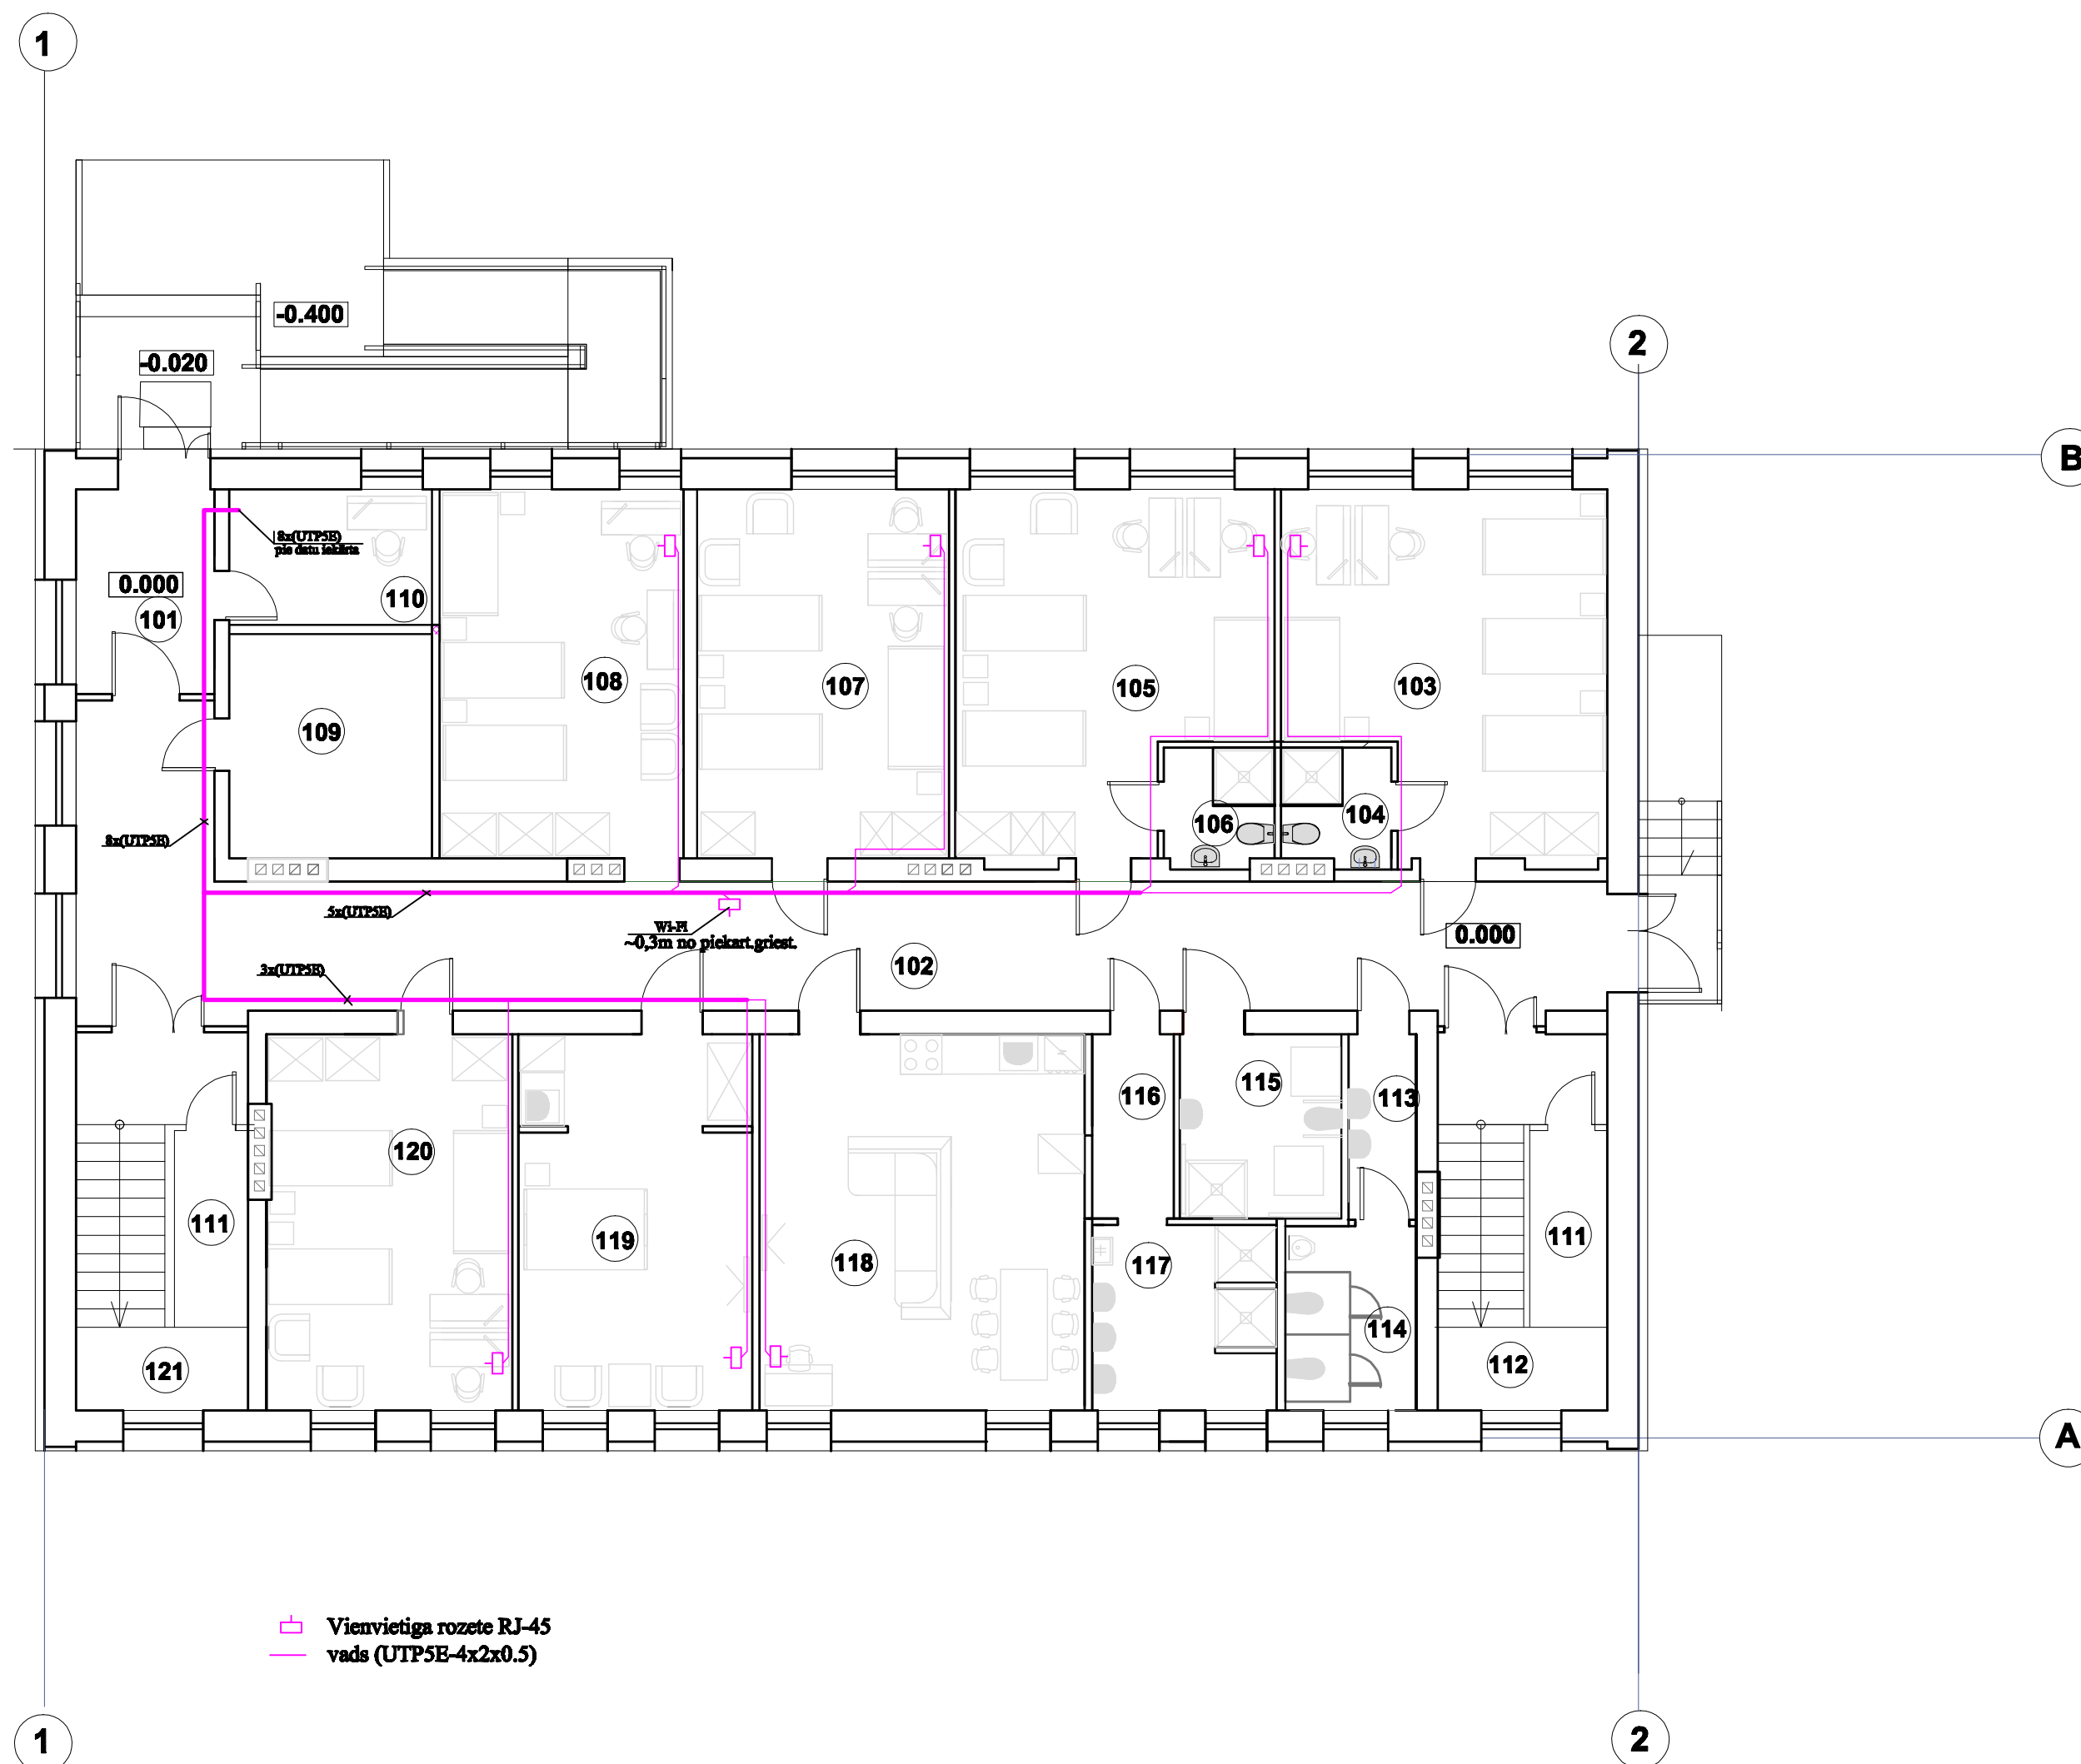 1
-0.400
-0.020
2
B
8x(UTP5E)
pie datu iekārta
0.000
101
110
108
107
105
103
109
106
104
8x(UTP5E)
5x(UTP5E)
Wi-Fi
~0,3m no piekart.griest.
0.000
102
3x(UTP5E)
116
115
113
120
111
119
118
117
111
114
121
112
A
Vienvietiga rozete RJ-45
vads (UTP5E-4x2x0.5)
1
2